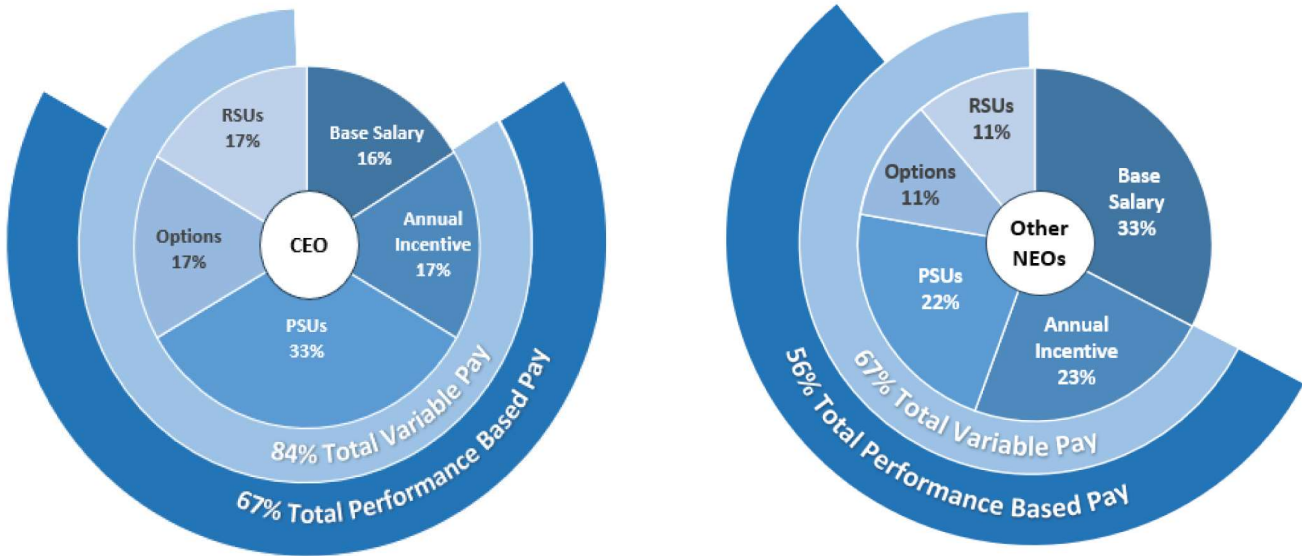 RSUs
17%
Base Salary
16%
Annual
Incentive
17%
PSUs
33%
Options
17%
CEO
84% Total Variable Pay
67% Total Performance Based Pay
RSUs
11%
Base
Salary
33%
Annual
Incentive
23%
PSUs
22%
Options
11%
Other
NEOs
67% Total Variable Pay
56% Total Performance Based Pay